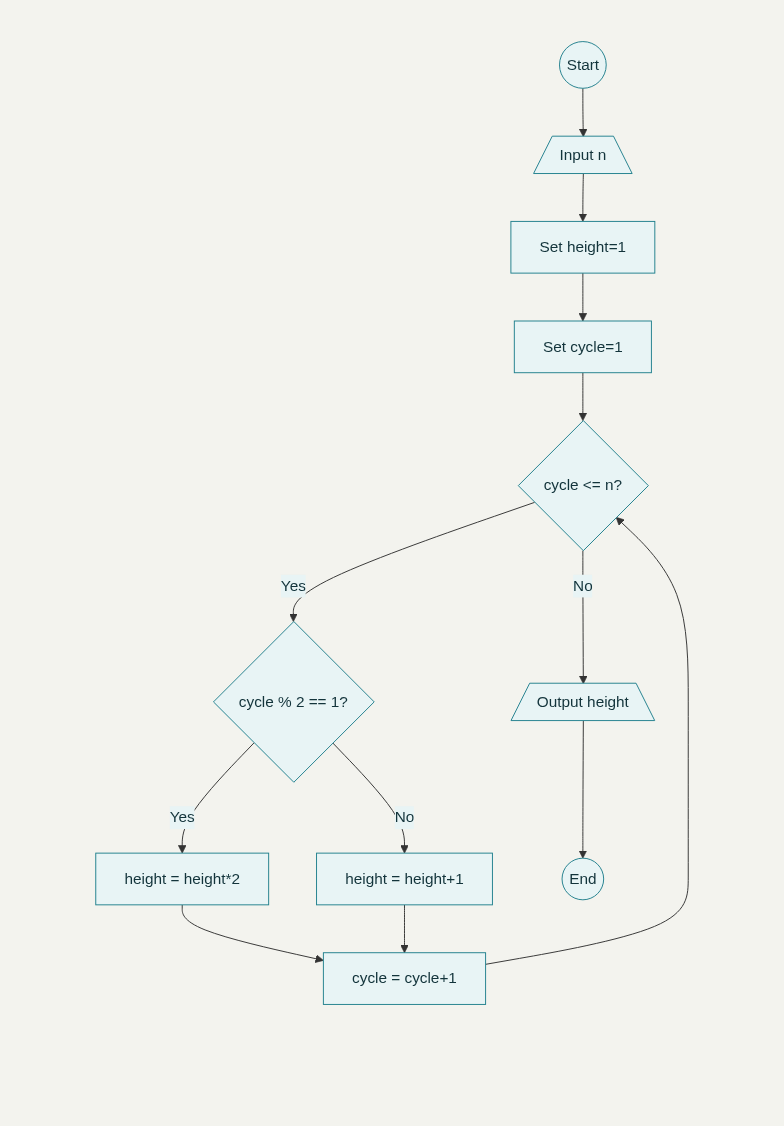 Start
Input n
Set height=1
Set cycle=1
cycle <= n?
Yes
No
cycle % 2 == 1?
Output height
Yes
No
height = height*2
height = height+1
End
cycle = cycle+1